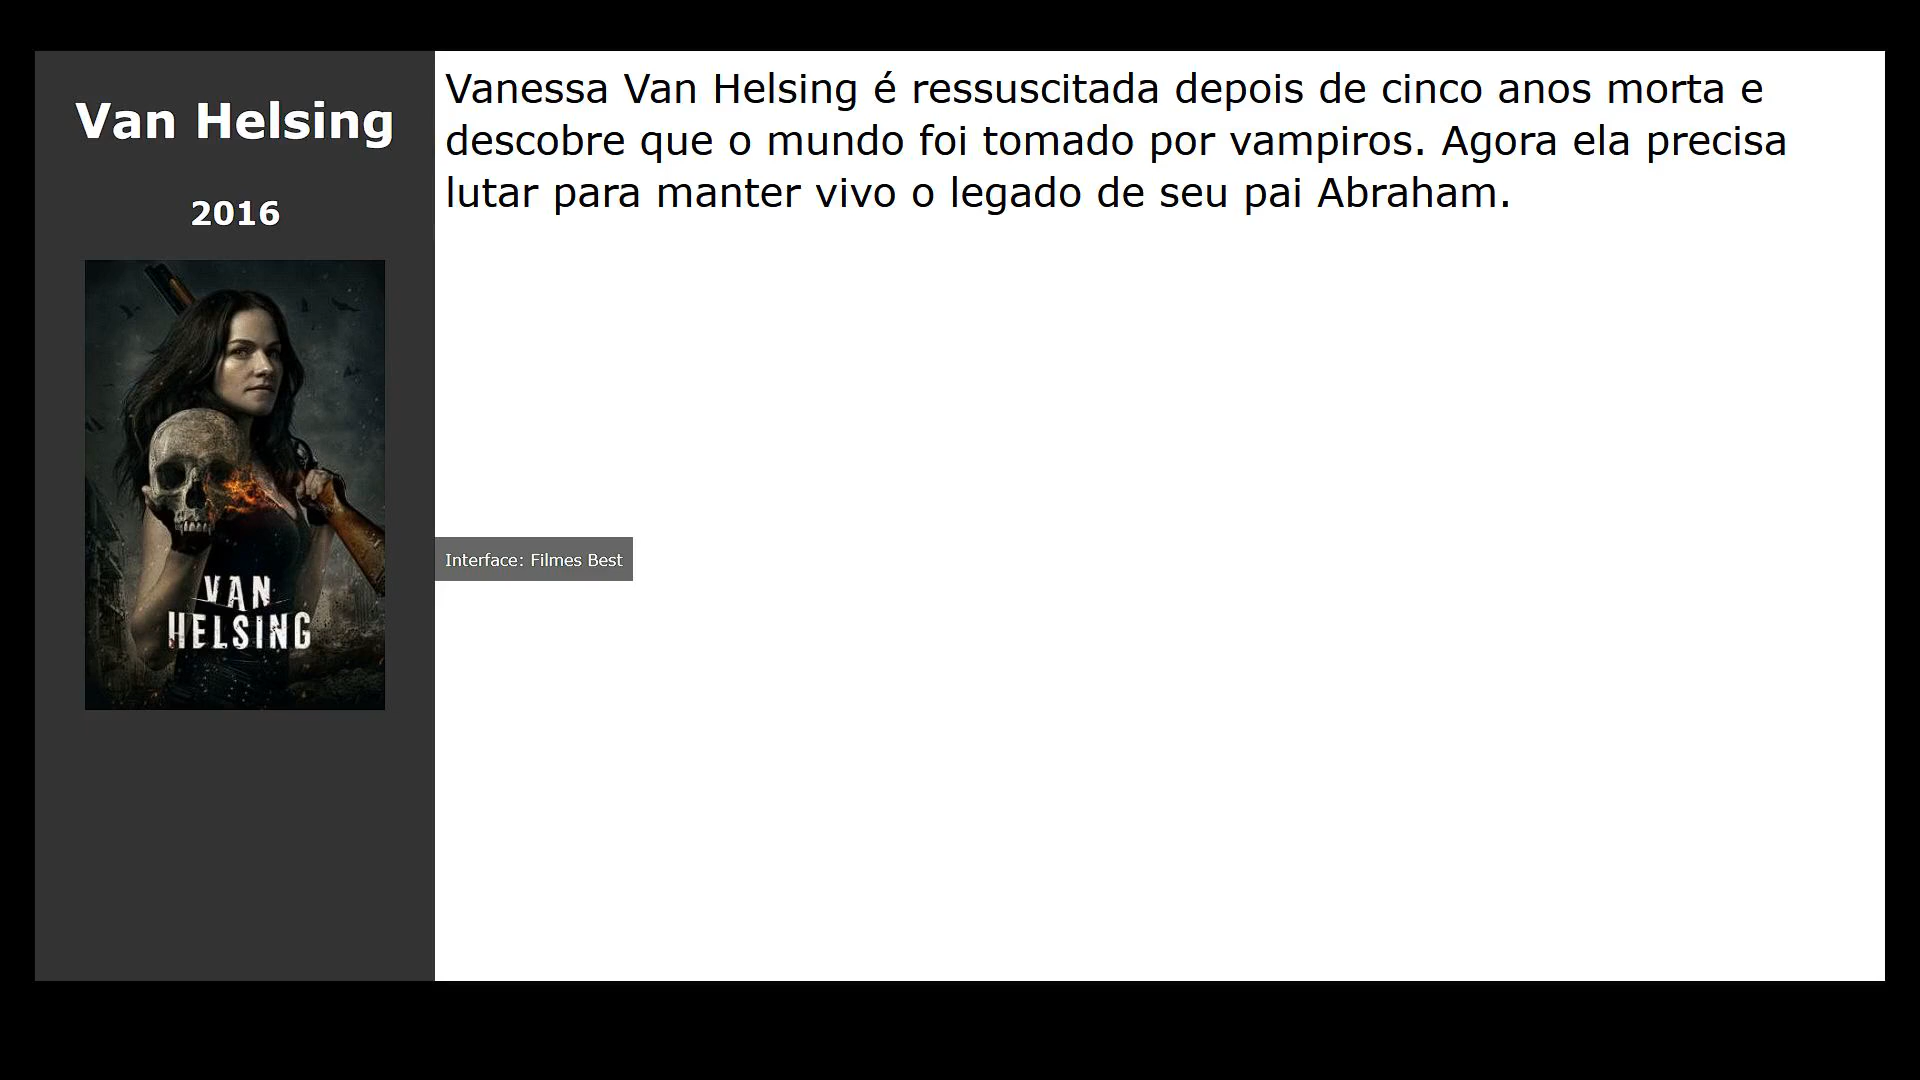 Van Helsing
2016
VAN
HELSING
Vanessa Van Helsing é ressuscitada depois de cinco anos morta e
descobre que o mundo foi tomado por vampiros. Agora ela precisa
lutar para manter vivo o legado de seu pai Abraham.
Interface: Filmes Best